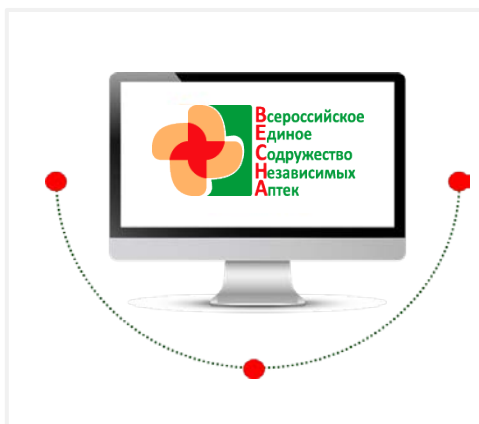 Всероссийское
Единое
Содружество
Независимых
Аптек